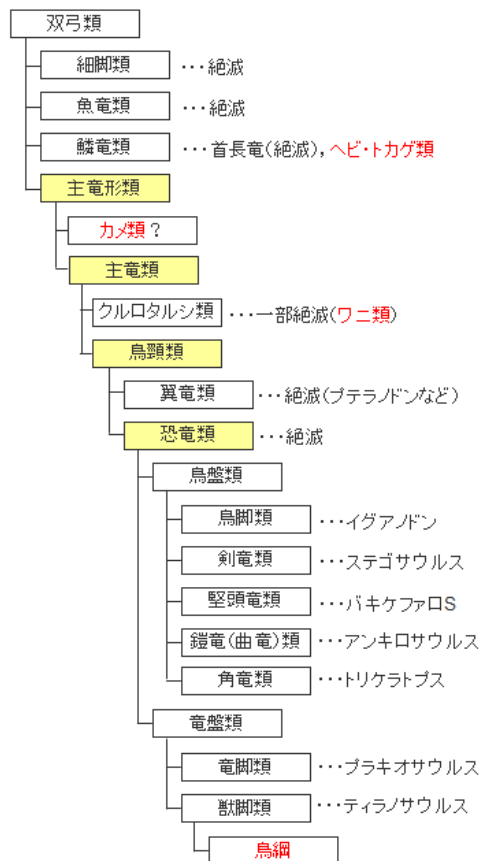 双弓類
細脚類 ・・・絶滅
魚竜類 ・・・絶滅
鱗竜類 ・・・首長竜(絶滅),ヘビ・トカゲ類
主竜形類
カメ類？
主竜類
クルロタルシ類 ・・・一部絶滅(ワニ類)
鳥頸類
翼竜類 ・・・絶滅(プテラノドンなど)
恐竜類 ・・・絶滅
鳥盤類
鳥脚類 ・・・イグアノドン
剣竜類 ・・・ステゴサウルス
堅頭竜類 ・・・パキケファロS
鎧竜(曲竜)類 ・・・アンキロサウルス
角竜類 ・・・トリケラトプス
竜盤類
竜脚類 ・・・ブラキオサウルス
獣脚類 ・・・ティラノサウルス
鳥綱